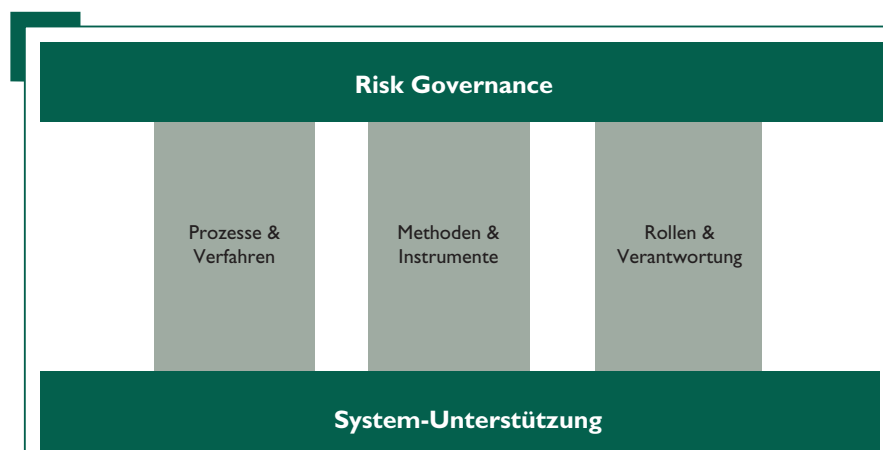 Risk Governance
Prozesse &
Verfahren
Methoden &
Instrumente
Rollen &
Verantwortung
System-Unterstützung